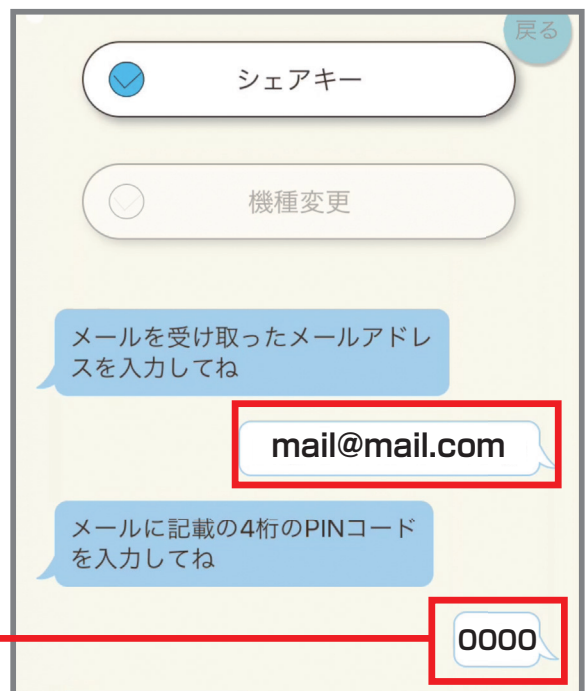 戻る
シェアキー
機種変更
メールを受け取ったメールアドレ
スを入力してね
mail@mail.com
メールに記載の4桁のPINコード
を入力してね
0000